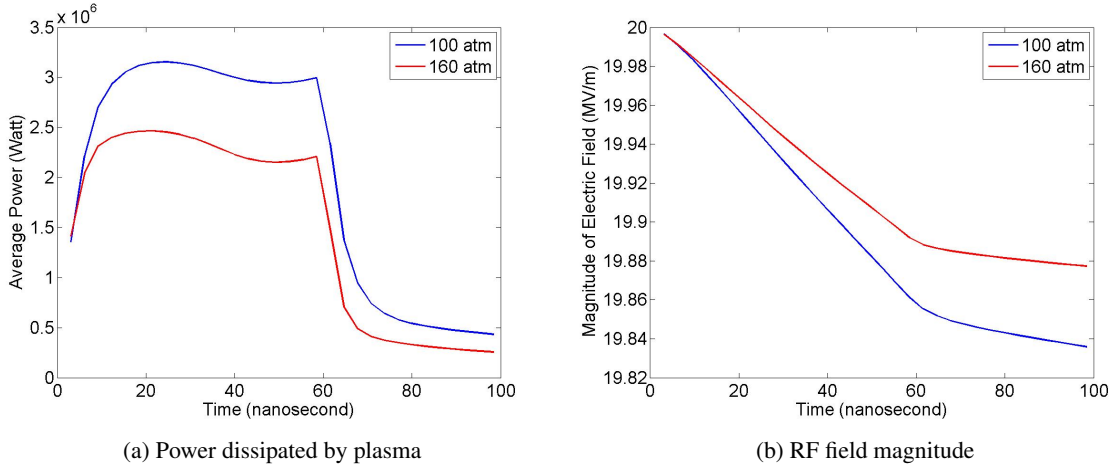 x 10^6
3.5
3
2.5
2
1.5
1
0.5
0
Average Power (Watt)
100 atm
160 atm
0 20 40 60 80 100
Time (nanosecond)
(a) Power dissipated by plasma
20
19.98
19.96
19.94
19.92
19.9
19.88
19.86
19.84
19.82
Magnitude of Electric Field (MV/m)
100 atm
160 atm
0 20 40 60 80 100
Time (nanosecond)
(b) RF field magnitude